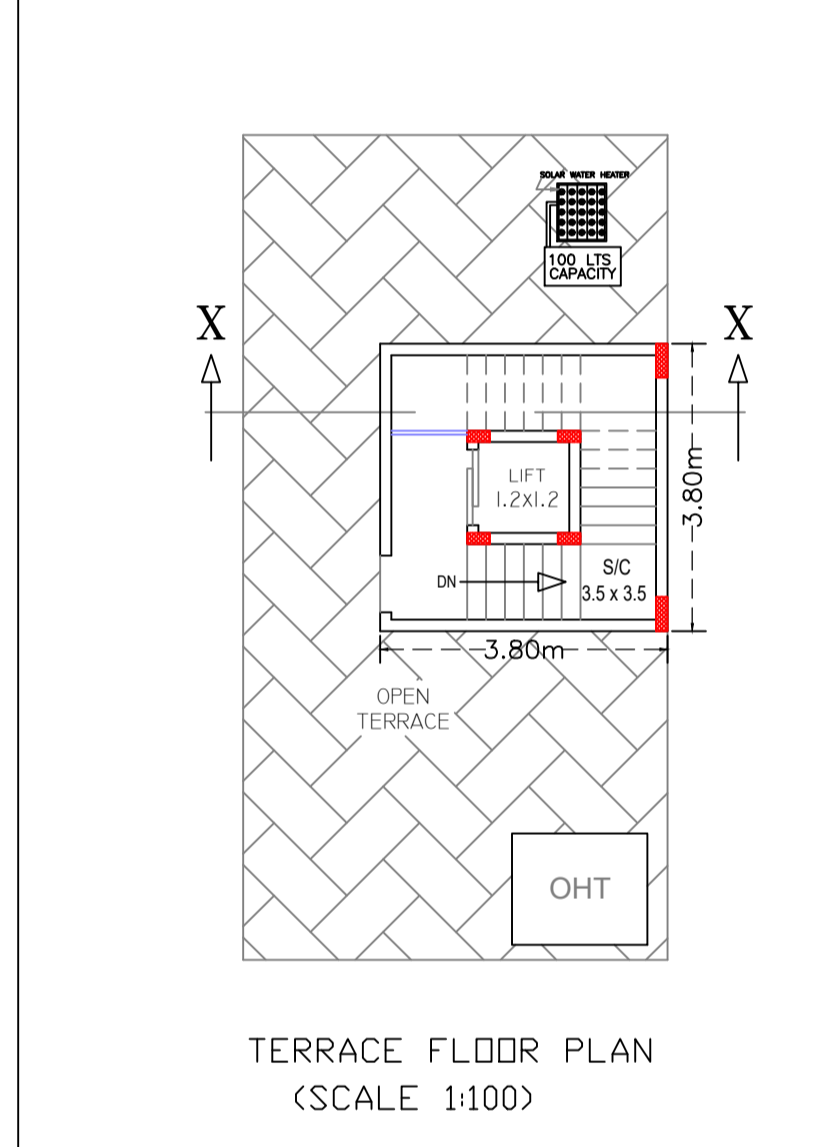 SOLAR WATER HEATER
100 LTS
CAPACITY
X
X
LIFT
1.2X1.2
3.80m
DN
S/C
3.5 x 3.5
3.80m
OPEN
TERRACE
OHT
TERRACE FLOOR PLAN
(SCALE 1:100)